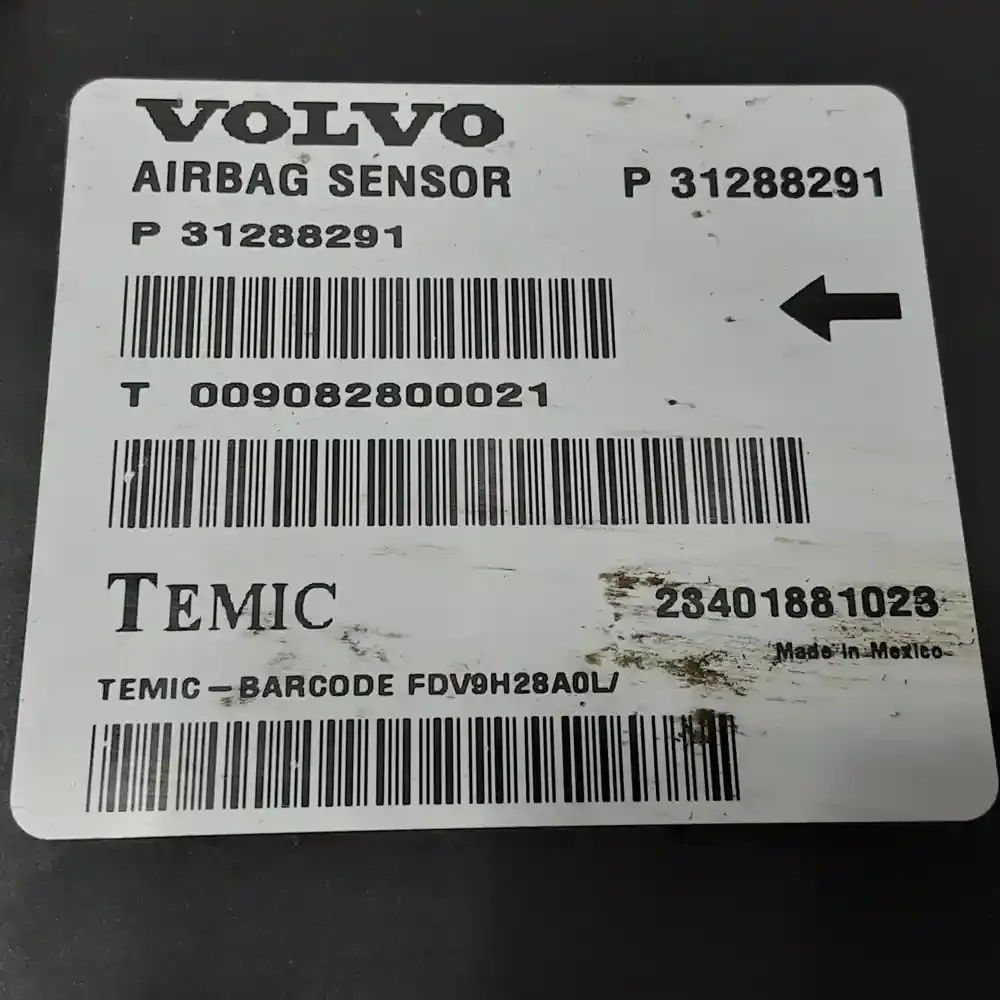 VOLVO
AIRBAG SENSOR
P 31288291
P 31288291
T 009082800021
TEMIC
23401881023
Made in Mexico
TEMIC-BARCODE FDV9H28A0L/